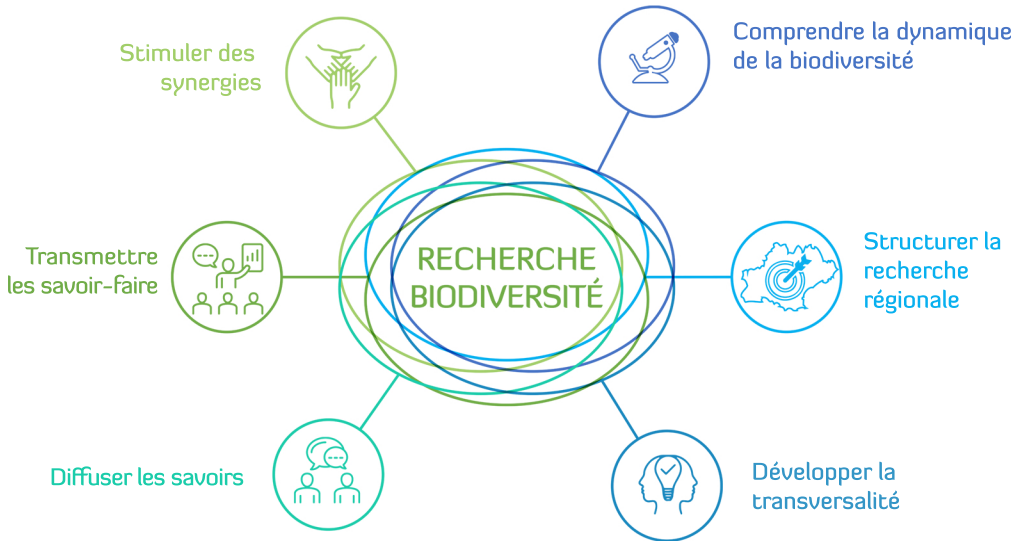 Stimuler des
synergies
Comprendre la dynamique
de la biodiversité
Transmettre
les savoir-faire
RECHERCHE
BIODIVERSITÉ
Structurer la
recherche
régionale
Diffuser les savoirs
Développer la
transversalité